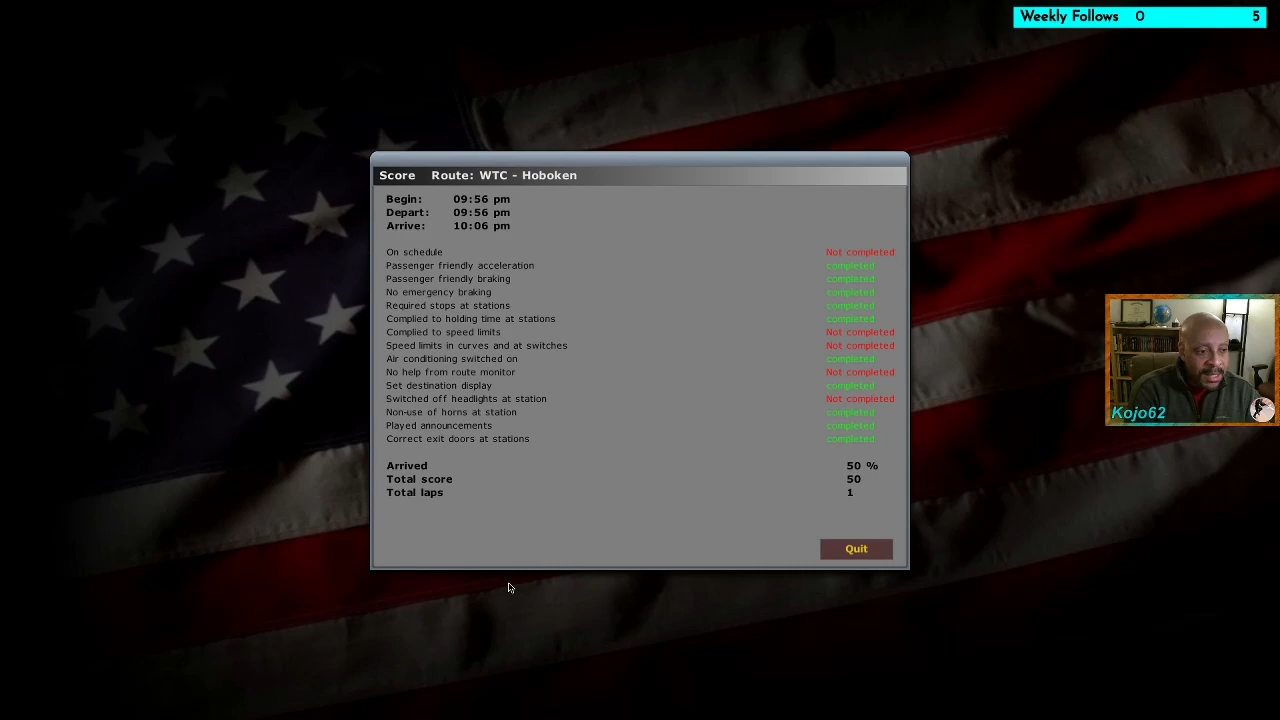 Weekly Follows 0 5
Score Route: WTC - Hoboken
Begin: 09:56 pm
Depart: 09:56 pm
Arrive: 10:06 pm
On schedule Not completed
Passenger friendly acceleration completed
Passenger friendly braking completed
No emergency braking completed
Required stops at stations completed
Complied to holding time at stations completed
Complied to speed limits Not completed
Speed limits in curves and at switches Not completed
Air conditioning switched on completed
No help from route monitor Not completed
Set destination display completed
Switched off headlights at station Not completed
Non-use of horns at station completed
Played announcements completed
Correct exit doors at stations completed
Arrived 50 %
Total score 50
Total laps 1
Quit
Kojo62